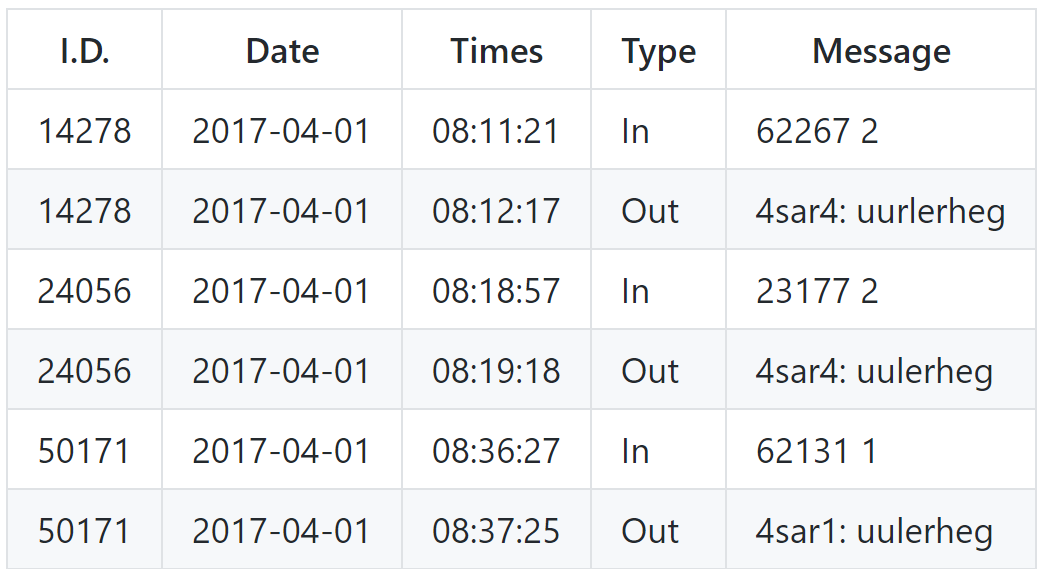 I.D. Date Times Type Message
14278 2017-04-01 08:11:21 In 62267 2
14278 2017-04-01 08:12:17 Out 4sar4: uurlerheg
24056 2017-04-01 08:18:57 In 23177 2
24056 2017-04-01 08:19:18 Out 4sar4: uulerheg
50171 2017-04-01 08:36:27 In 62131 1
50171 2017-04-01 08:37:25 Out 4sar1: uulerheg